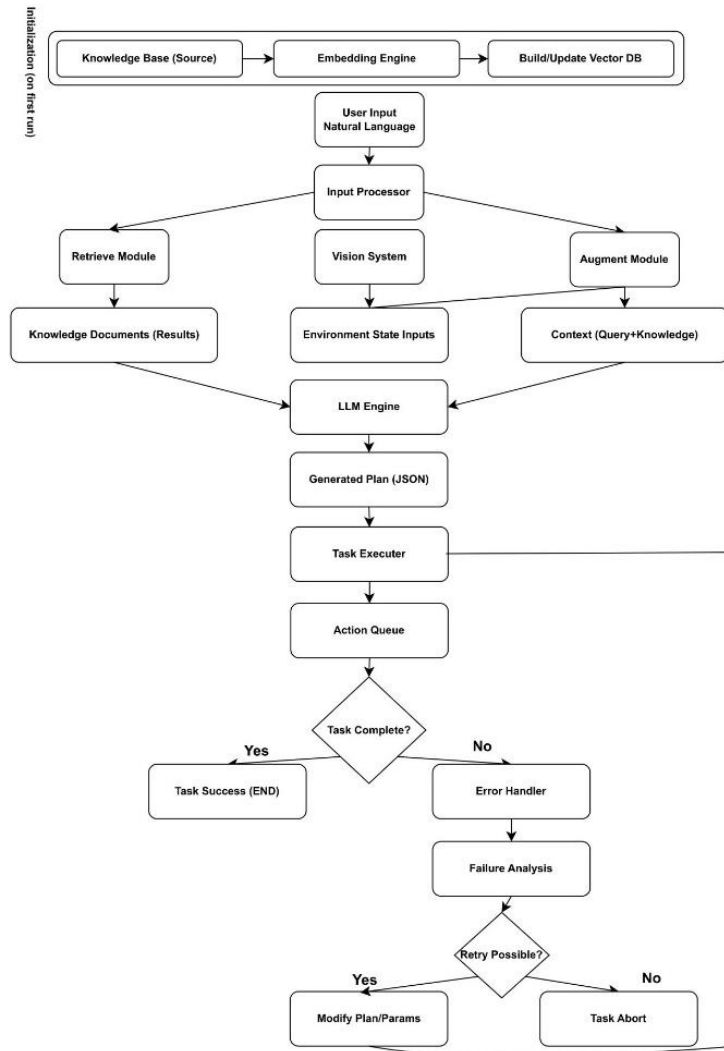 Initialization (on first run)
Knowledge Base (Source)
Embedding Engine
Build/Update Vector DB
User Input
Natural Language
Input Processor
Retrieve Module
Vision System
Augment Module
Knowledge Documents (Results)
Environment State Inputs
Context (Query+Knowledge)
LLM Engine
Generated Plan (JSON)
Task Executer
Action Queue
Task Complete?
Yes
No
Task Success (END)
Error Handler
Failure Analysis
Retry Possible?
Yes
No
Modify Plan/Params
Task Abort